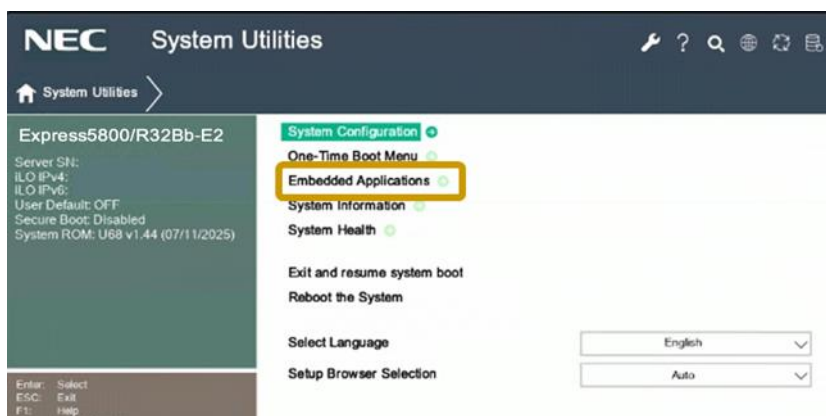 NEC System Utilities
System Utilities
Express5800/R32Bb-E2
Server SN:
iLO IPv4:
iLO IPv6:
User Default: OFF
Secure Boot: Disabled
System ROM: U68 v1.44 (07/11/2025)
System Configuration
One-Time Boot Menu
Embedded Applications
System Information
System Health
Exit and resume system boot
Reboot the System
Select Language English
Setup Browser Selection Auto
Enter: Select
ESC: Exit
F1: Help